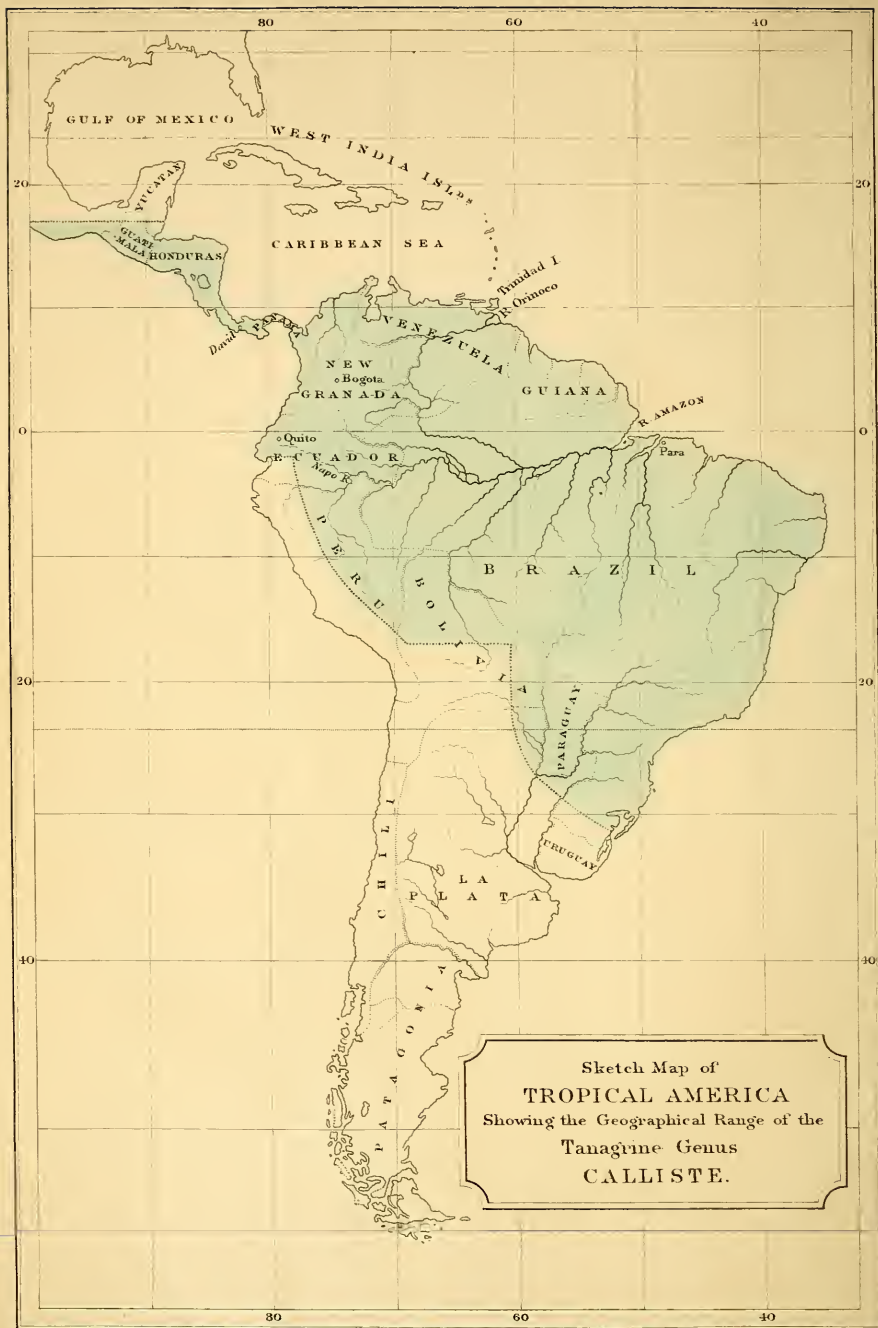 80 60 40
GULF OF MEXICO
WEST INDIA ISLDS
20 20
YUCATAN
GUATI
MALA
HONDURAS
CARIBBEAN SEA
Trinidad I
R. Orinoco
David
PANAMA
VENEZUELA
NEW
Bogota
GRANADA
GUIANA
R. AMAZON
0 0
Quito
Para
ECUADOR
Napo R.
PERU
BOLIVIA
BRAZIL
20 20
PARAGUAY
CHILI
URUGUAY
LA
PLATA
40 40
PATAGONIA
Sketch Map of
TROPICAL AMERICA
Showing the Geographical Range of the
Tanagrine Genus
CALLISTE.
80 60 40